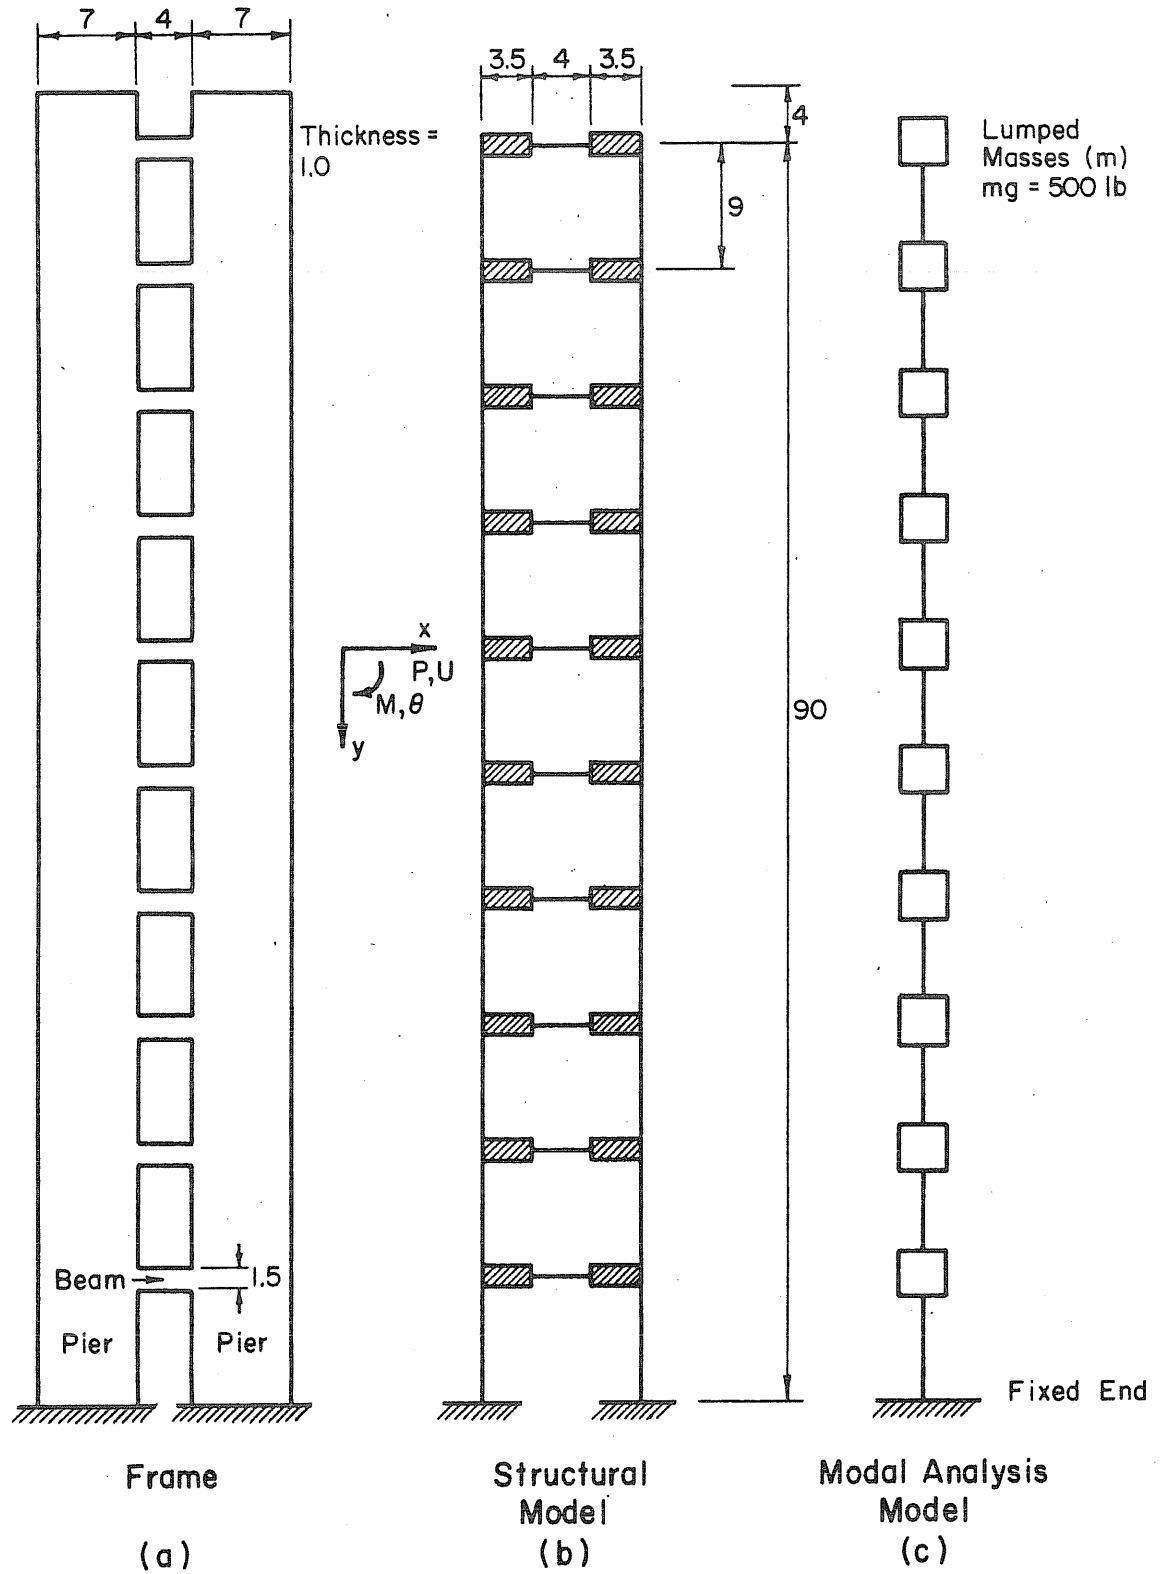 7 4 7
3.5 4 3.5
4
Thickness =
1.0
Lumped
Masses (m)
mg = 500 lb
9
x
P,U
M,θ
y
90
Beam
1.5
Pier Pier
Fixed End
Frame
(a)
Structural
Model
(b)
Modal Analysis
Model
(c)